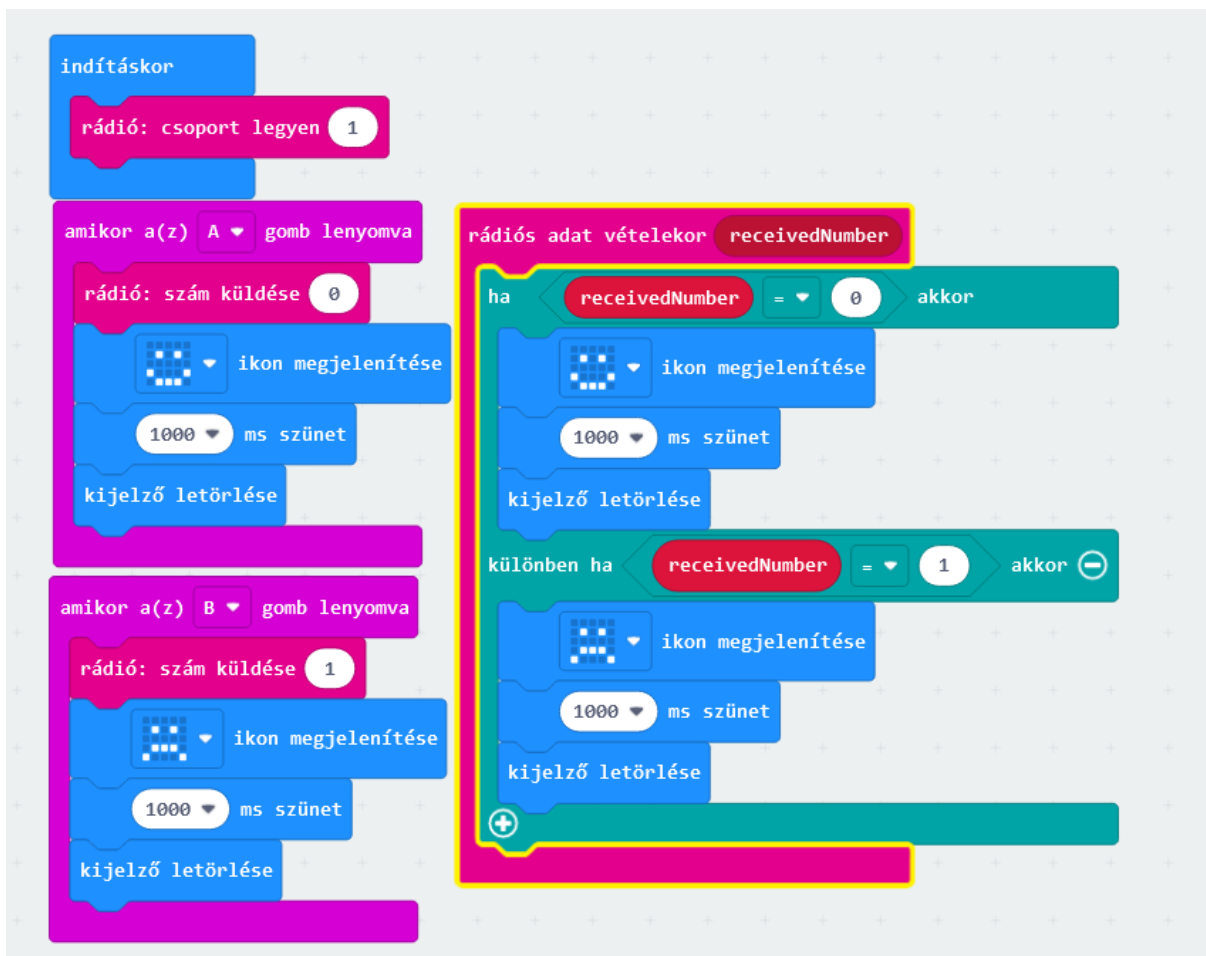 indításkor
rádió: csoport legyen 1
amikor a(z) A gomb lenyomva
rádió: szám küldése 0
ikon megjelenítése
1000 ms szünet
kijelző letörlése
amikor a(z) B gomb lenyomva
rádió: szám küldése 1
ikon megjelenítése
1000 ms szünet
kijelző letörlése
rádiós adat vételekor receivedNumber
ha receivedNumber = 0 akkor
ikon megjelenítése
1000 ms szünet
kijelző letörlése
különben ha receivedNumber = 1 akkor
ikon megjelenítése
1000 ms szünet
kijelző letörlése